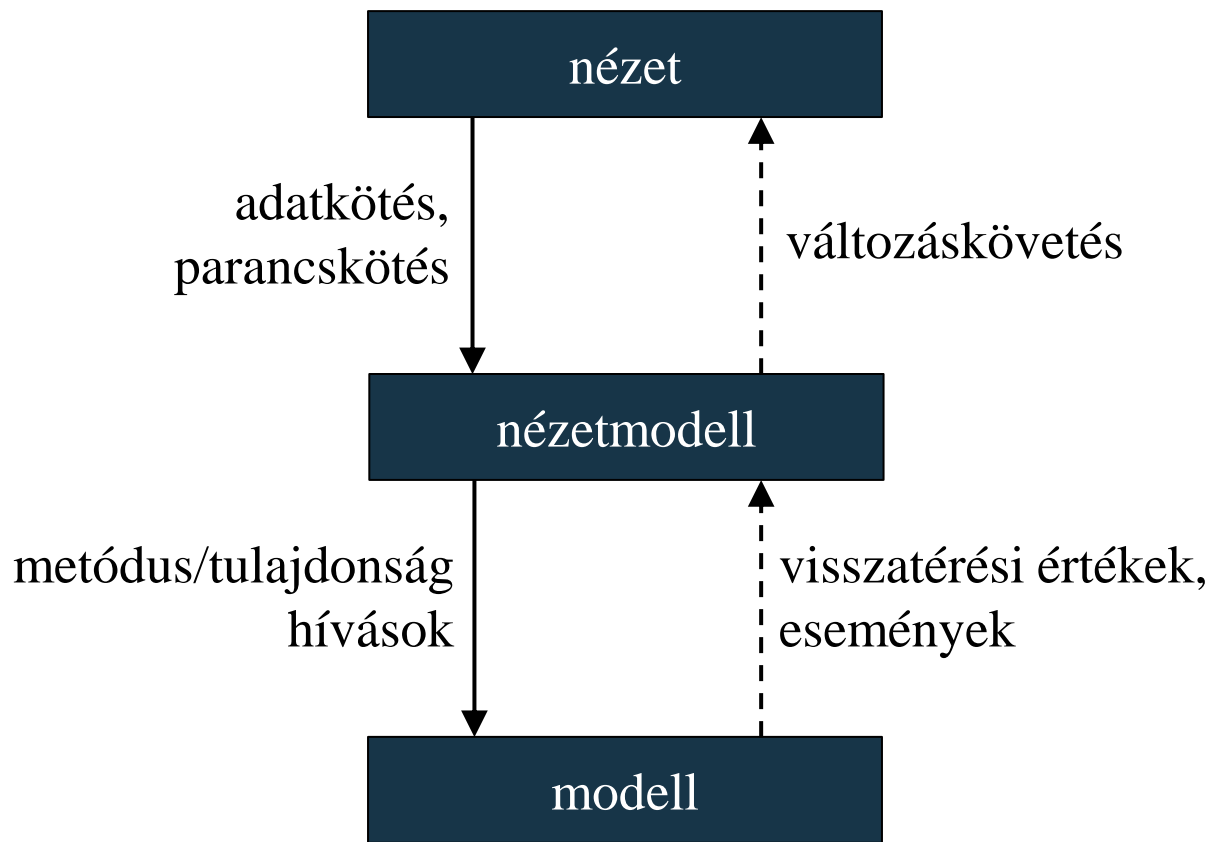 nézet
adatkötés,
parancskötés
változáskövetés
nézetmodell
metódus/tulajdonság
hívások
visszatérési értékek,
események
modell